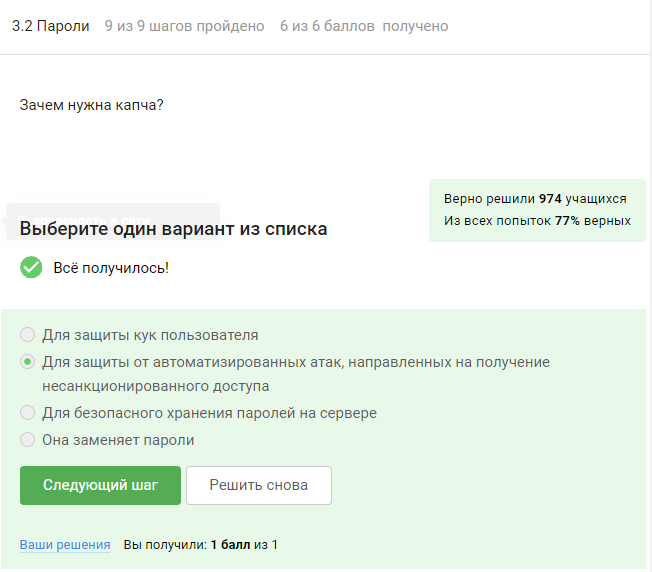 3.2 Пароли 9 из 9 шагов пройдено 6 из 6 баллов получено
Зачем нужна капча?
Верно решили 974 учащихся
Из всех попыток 77% верных
Выберите один вариант из списка
Всё получилось!
Для защиты кук пользователя
Для защиты от автоматизированных атак, направленных на получение
несанкционированного доступа
Для безопасного хранения паролей на сервере
Она заменяет пароли
Следующий шаг Решить снова
Ваши решения Вы получили: 1 балл из 1